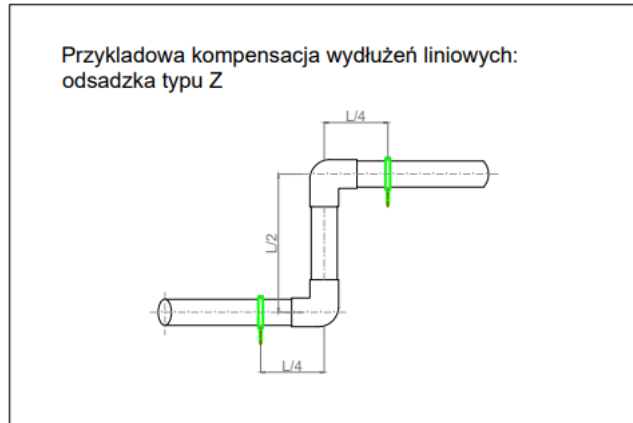 Przykladowa kompensacja wydłużeń liniowych:
odsadzka typu Z
L/4
L/2
L/4